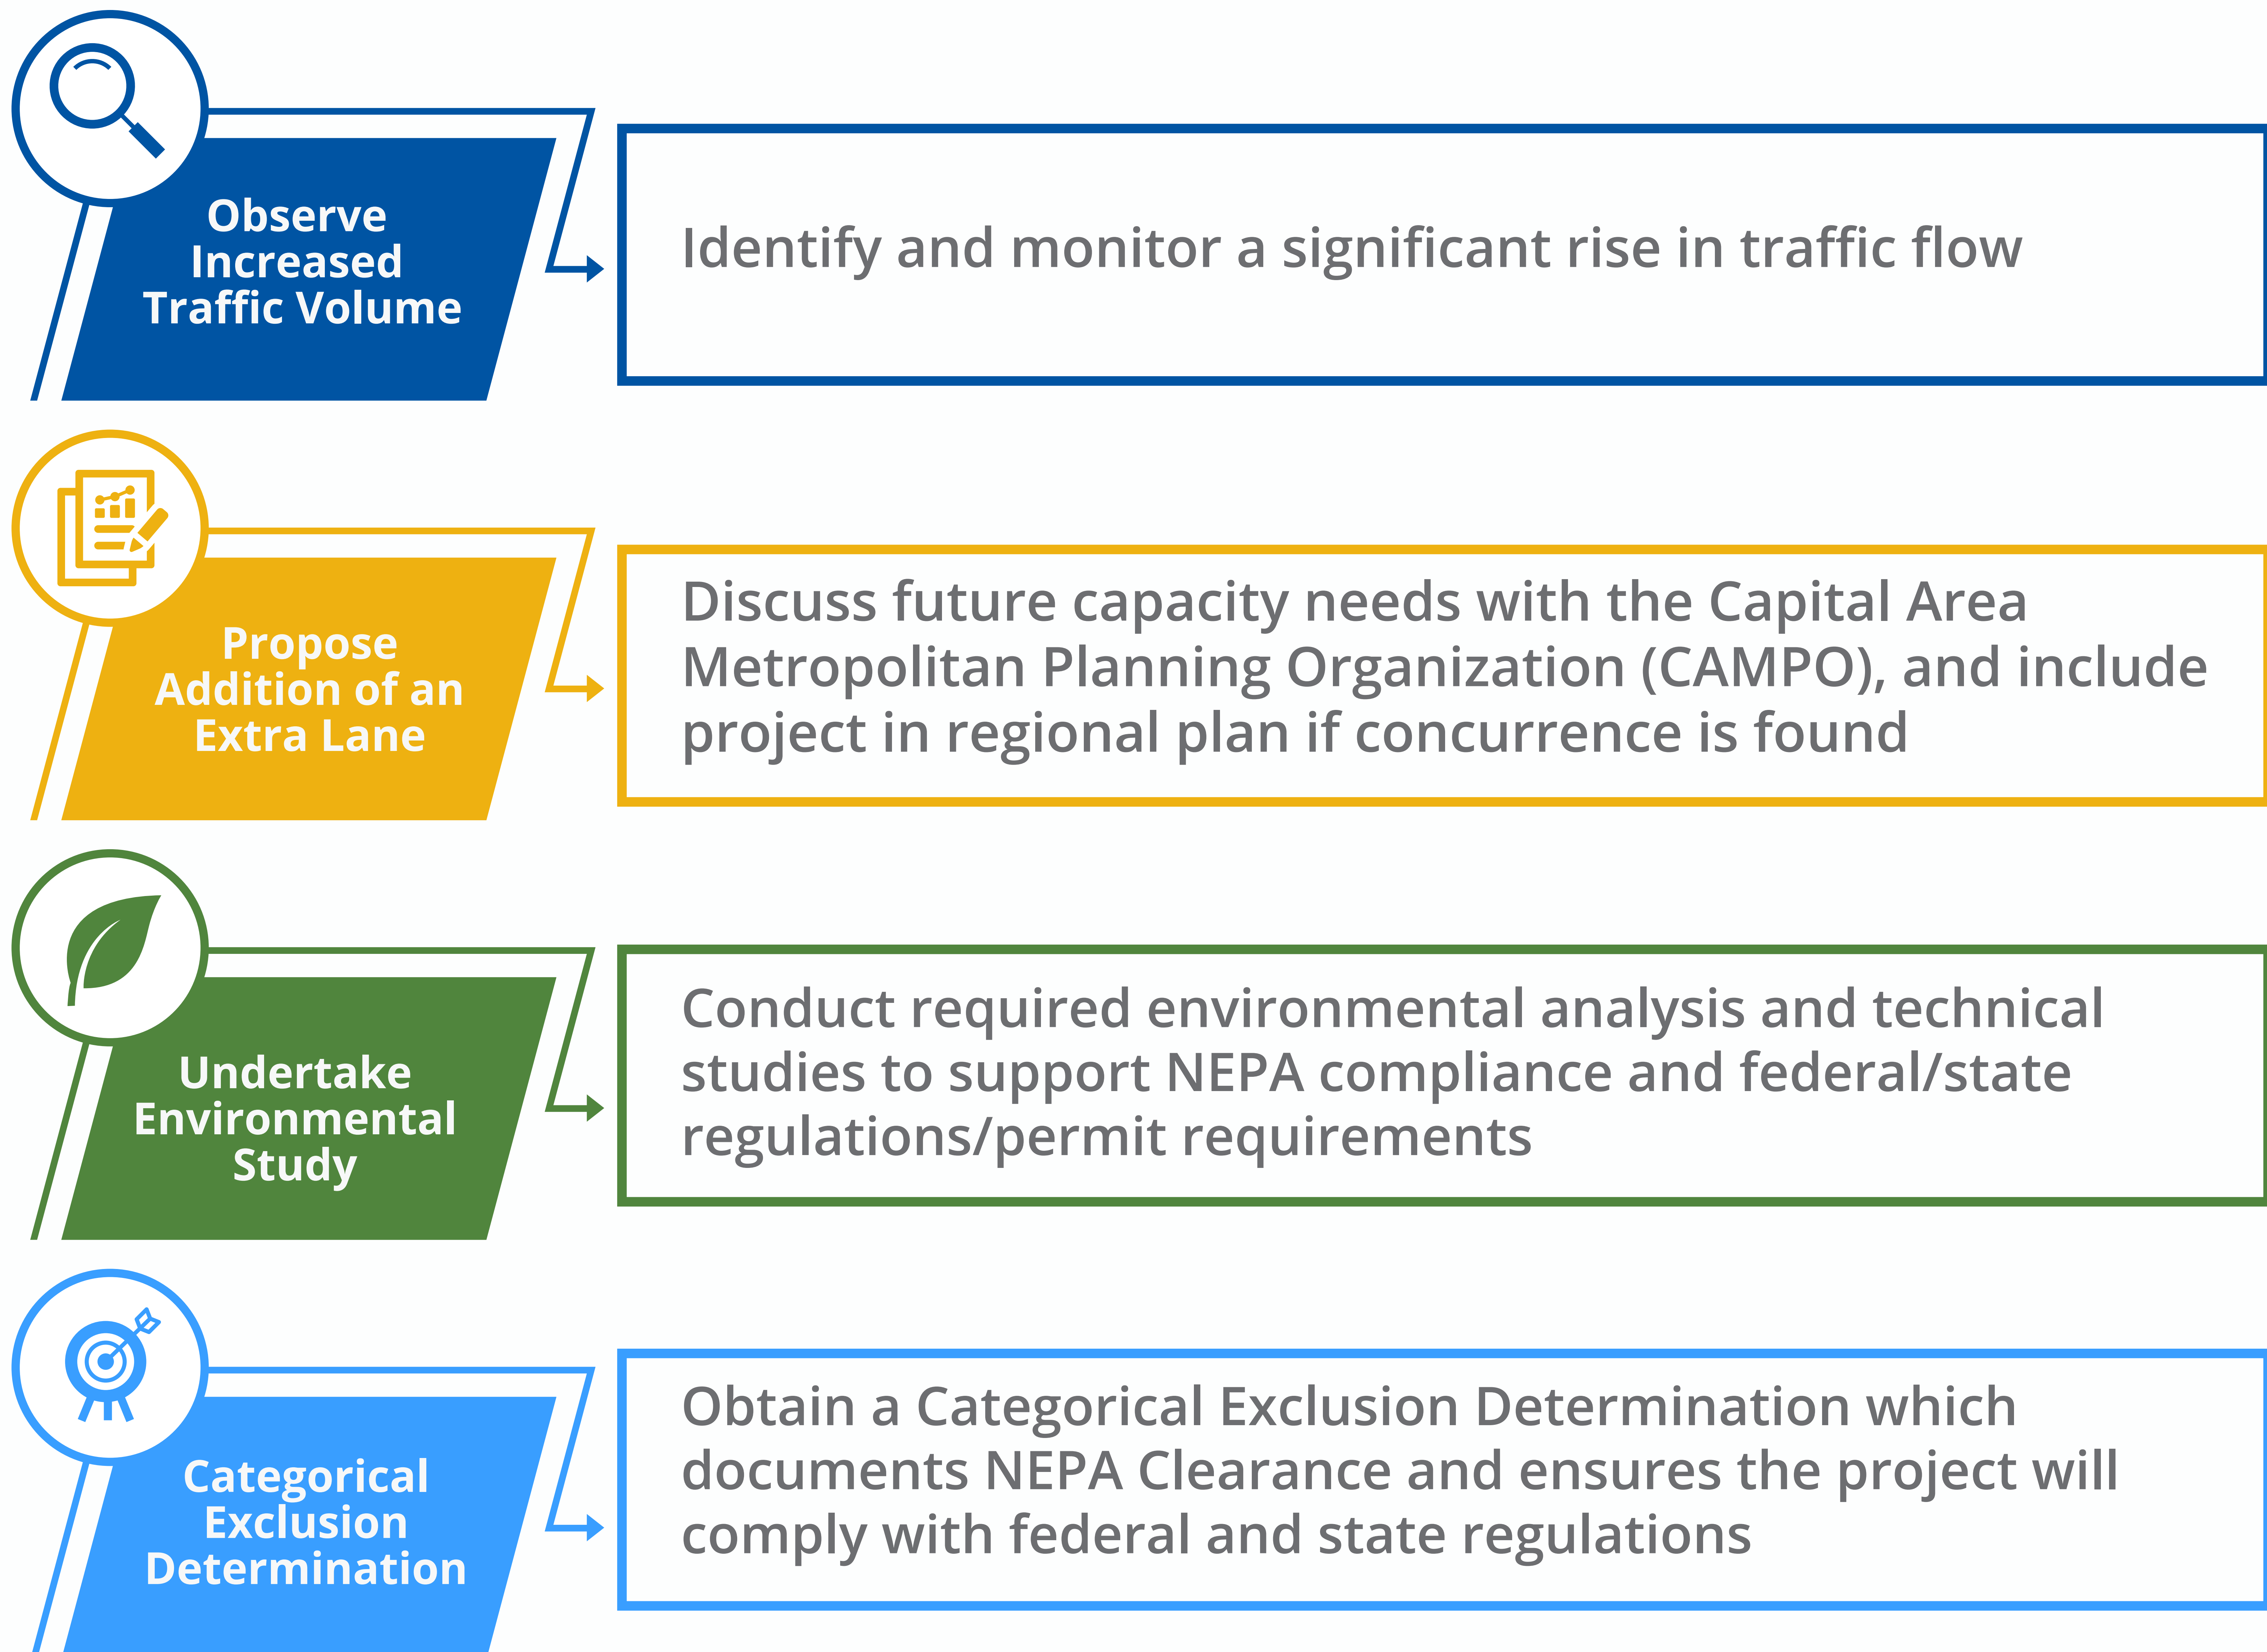 Observe
Increased
Traffic Volume
Identify and monitor a significant rise in traffic flow
Propose
Addition of an
Extra Lane
Discuss future capacity needs with the Capital Area
Metropolitan Planning Organization (CAMPO), and include
project in regional plan if concurrence is found
Undertake
Environmental
Study
Conduct required environmental analysis and technical
studies to support NEPA compliance and federal/state
regulations/permit requirements
Categorical
Exclusion
Determination
Obtain a Categorical Exclusion Determination which
documents NEPA Clearance and ensures the project will
comply with federal and state regulations